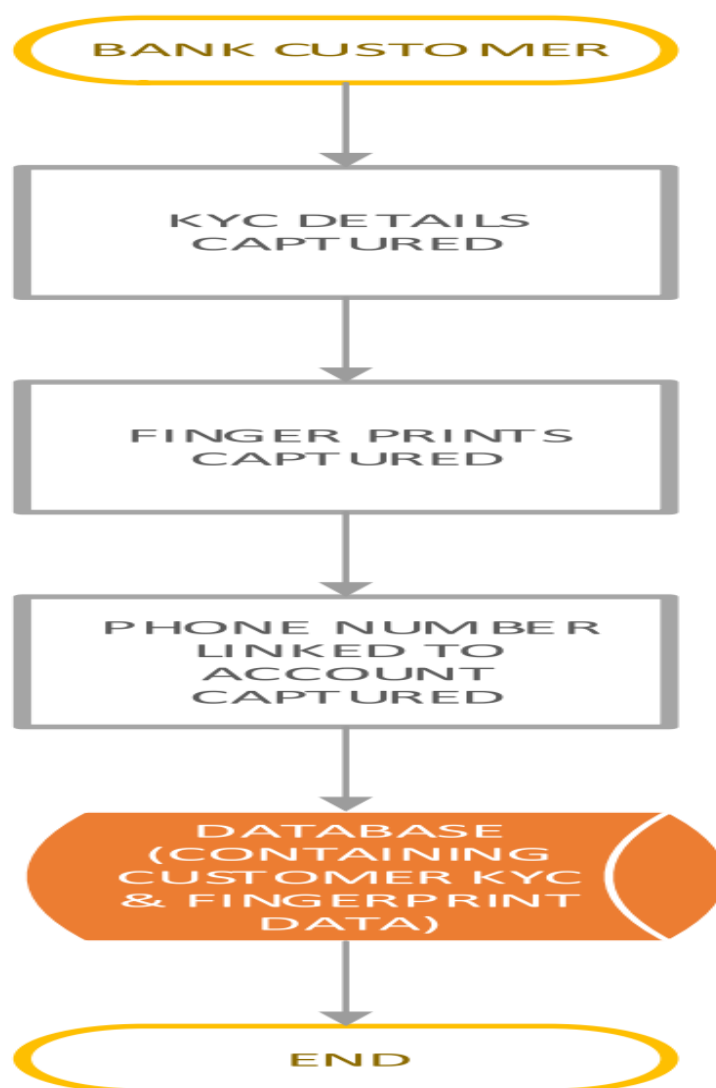 BANK CUSTOMER
KYC DETAILS
CAPTURED
FINGER PRINTS
CAPTURED
PHONE NUMBER
LINKED TO
ACCOUNT
CAPTURED
DATABASE
(CONTAINING
CUSTOMER KYC
& FINGERPRINT
DATA)
END